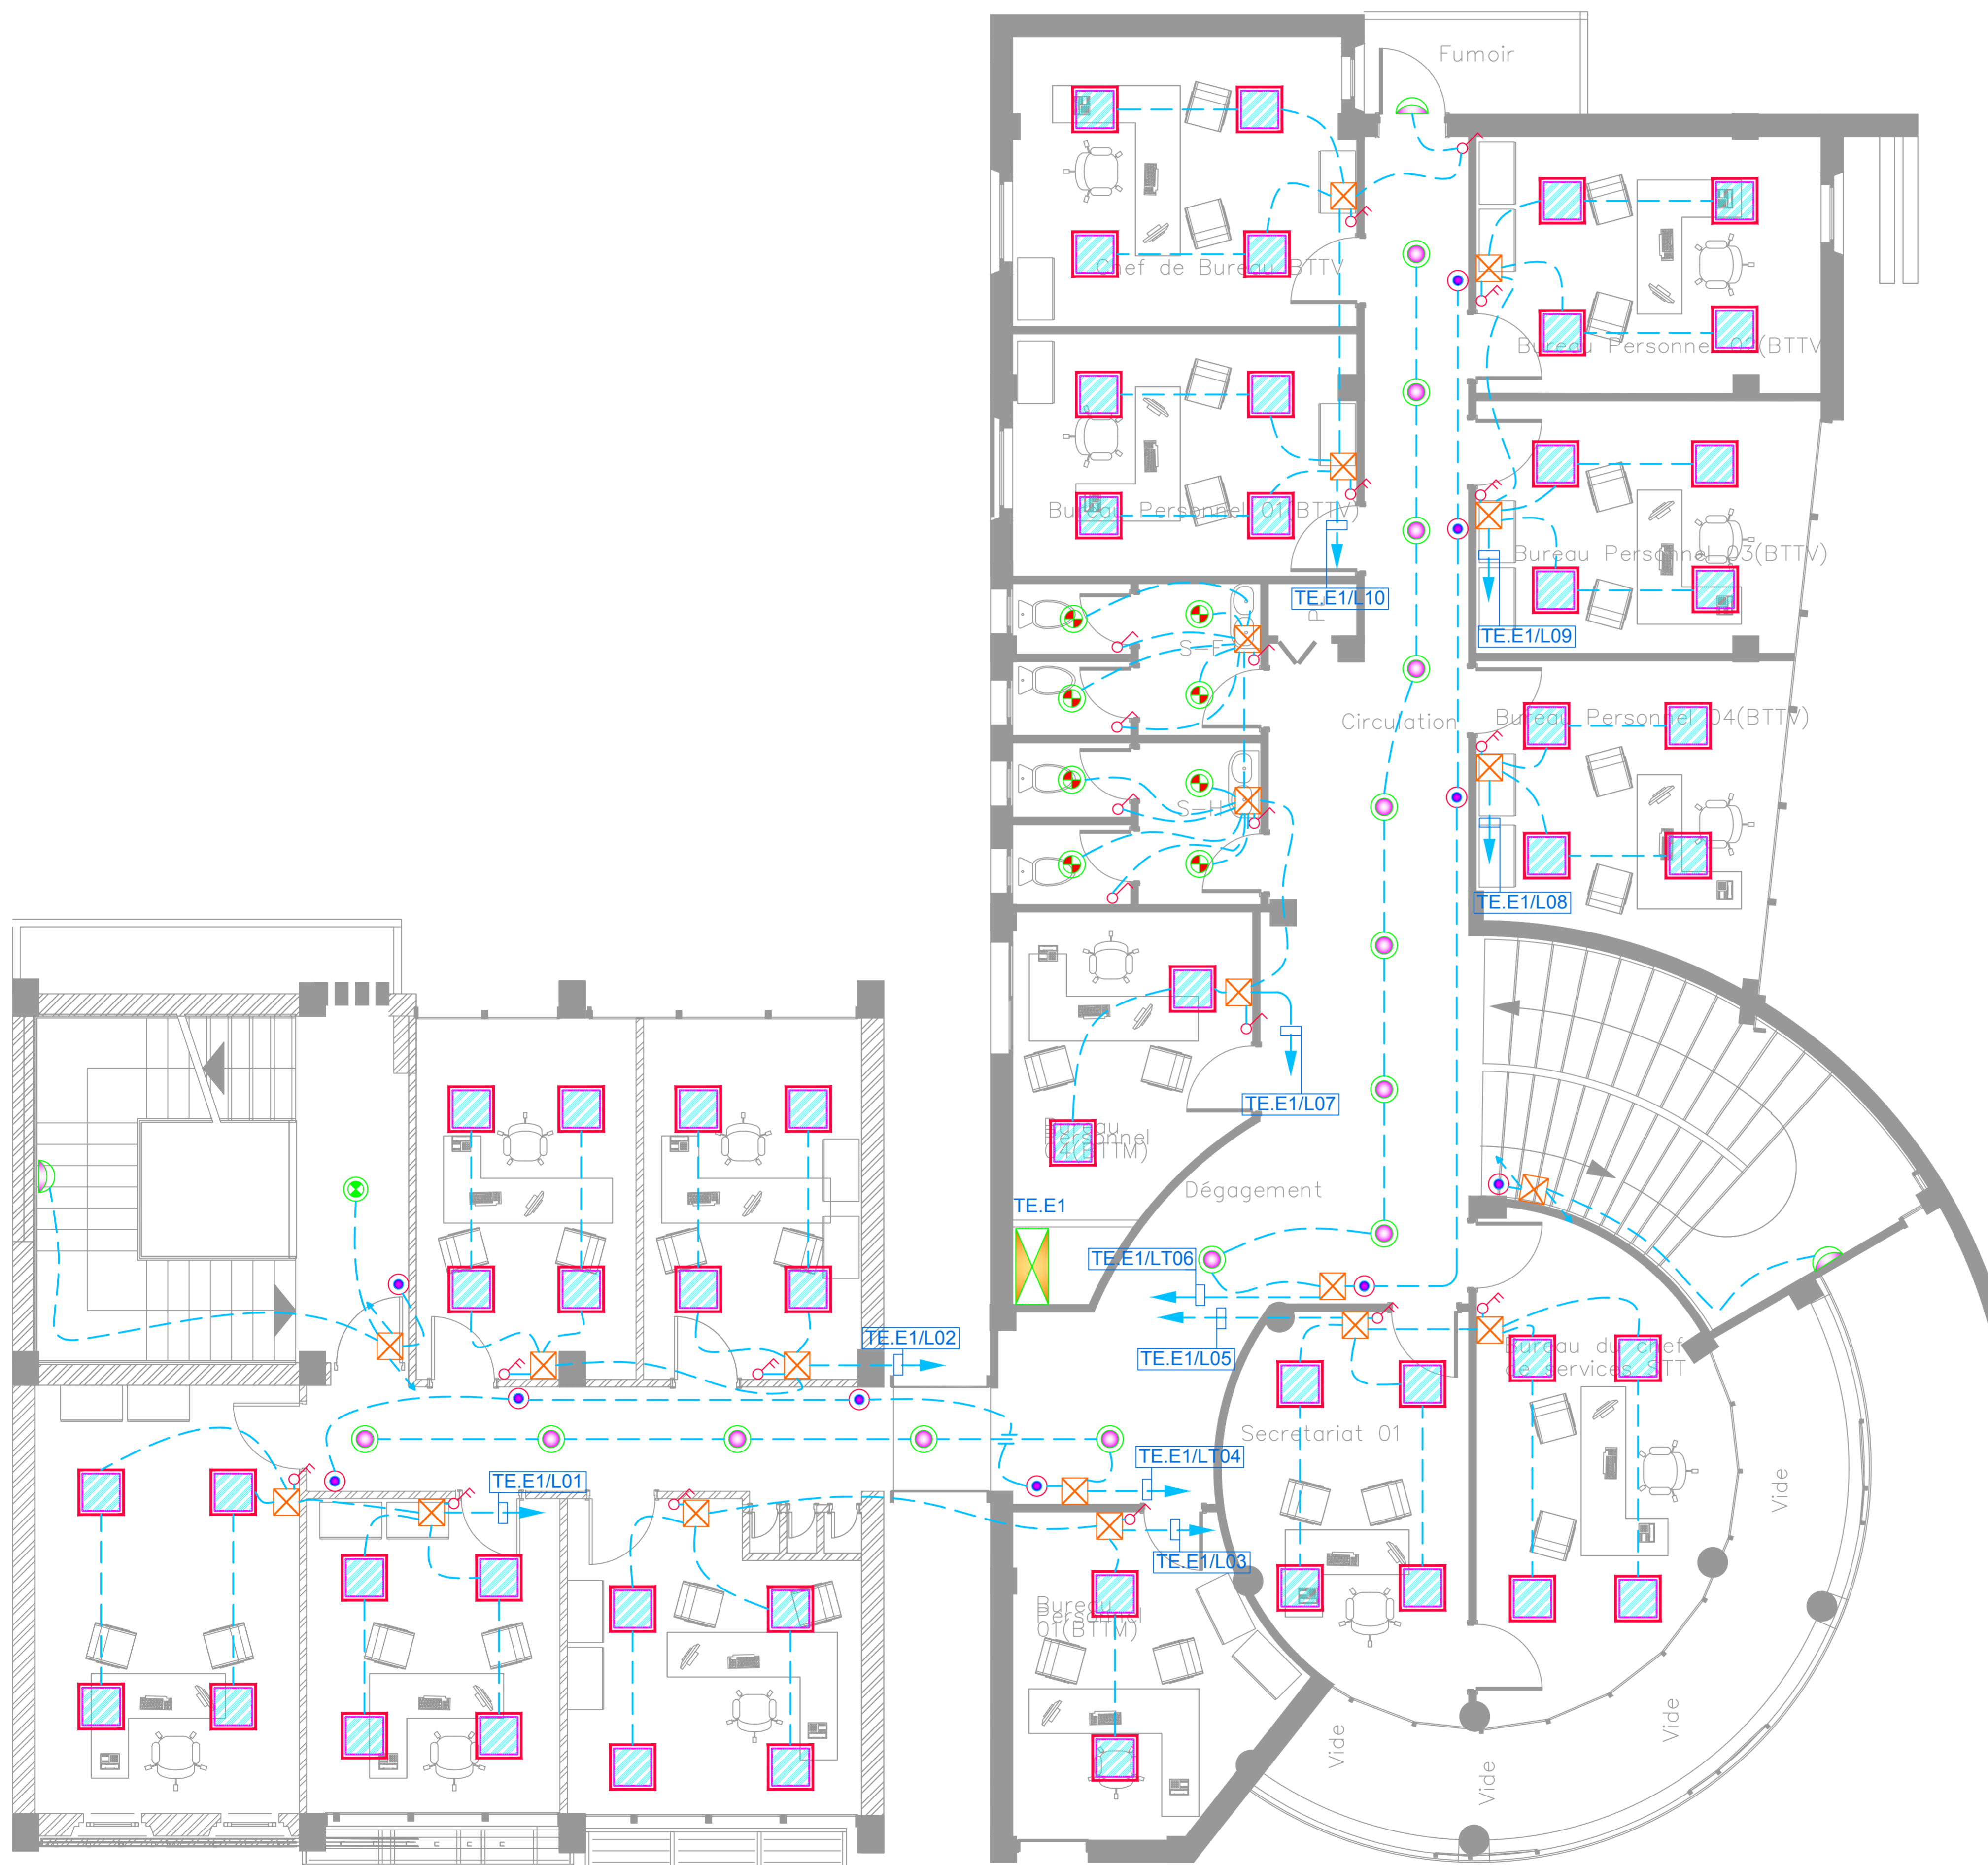 Fumoir
Chef de Bureau BTTV
Bureau Personnel 02(BTTV
Bureau Personnel 01(BTTV)
Bureau Personnel 03(BTTV)
TE.E1/L10
PL
TE.E1/L09
S-F
Circulation
Bureau Personnel 04(BTTV)
S-H
TE.E1/L08
TE.E1/L07
Bureau
Personnel
04(BTTM)
Dégagement
TE.E1
TE.E1/LT06
TE.E1/L02
TE.E1/L05
Bureau du chef
de services STT
Secretariat 01
TE.E1/LT04
TE.E1/L01
TE.E1/L03
Bureau
Personnel
01(BTTM)
Vide
Vide
Vide
Vide